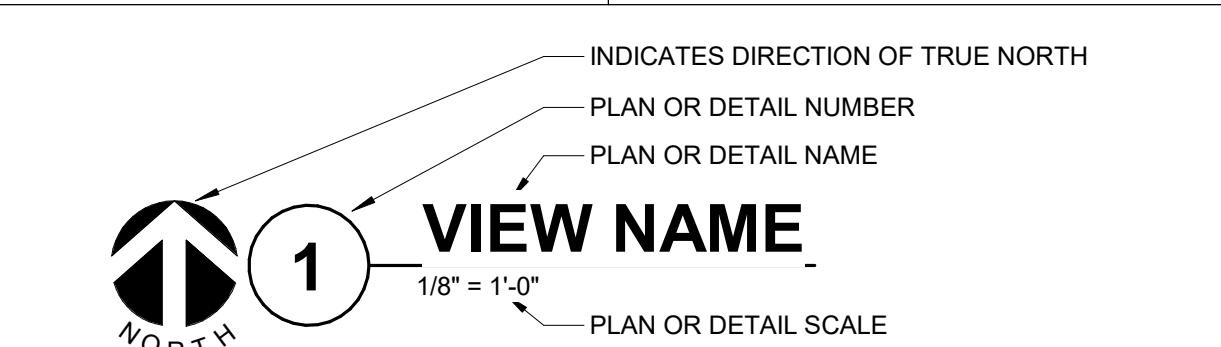 INDICATES DIRECTION OF TRUE NORTH
PLAN OR DETAIL NUMBER
PLAN OR DETAIL NAME
VIEW NAME
1
1/8" = 1'-0"
PLAN OR DETAIL SCALE
NORTH